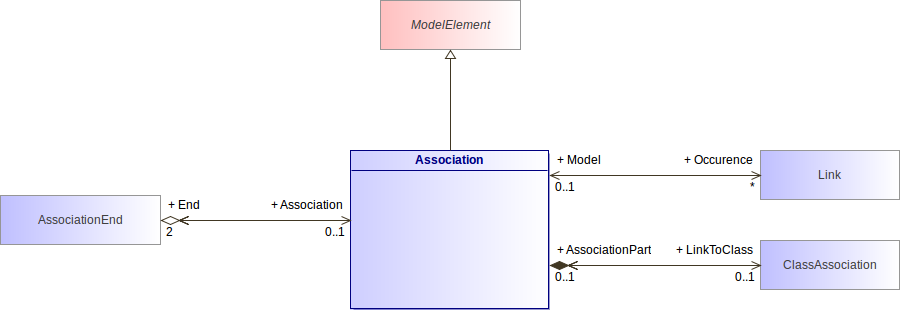 ModelElement
Association
+ Model
+ Occurence
Link
0..1
*
+ End
+ Association
AssociationEnd
2
0..1
+ AssociationPart
+ LinkToClass
ClassAssociation
0..1
0..1